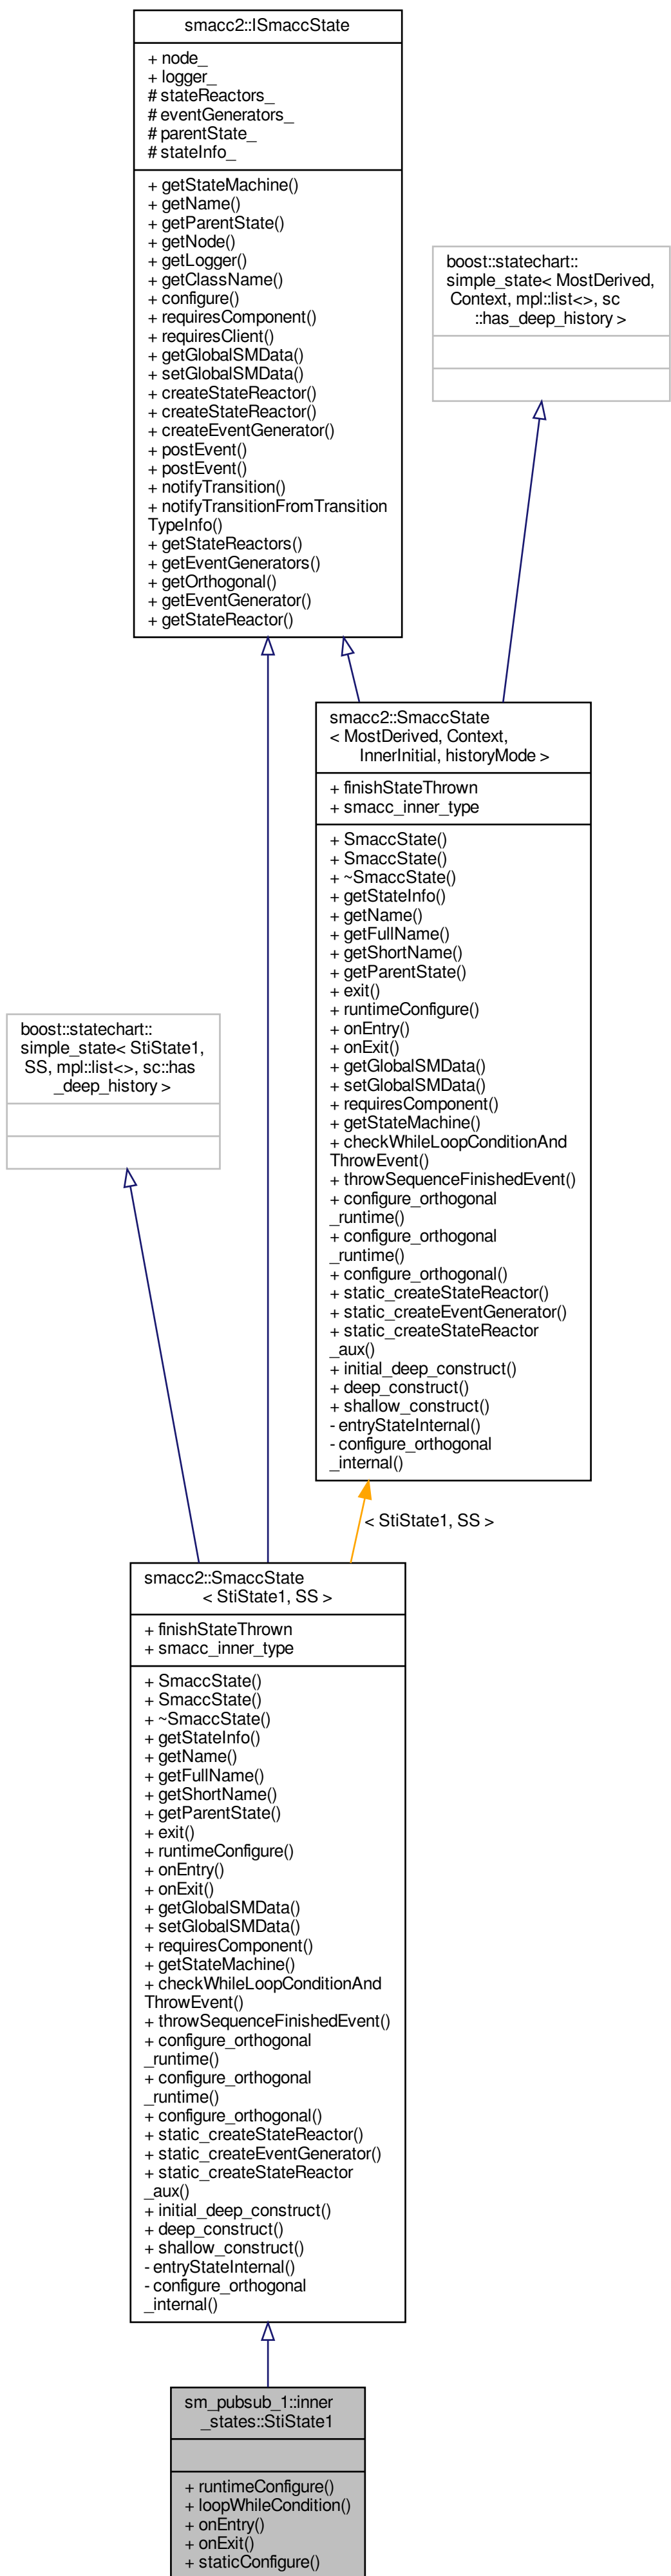 smacc2::ISmaccState
+ node_
+ logger_
# stateReactors_
# eventGenerators_
# parentState_
# stateInfo_
+ getStateMachine()
+ getName()
+ getParentState()
+ getNode()
+ getLogger()
+ getClassName()
+ configure()
+ requiresComponent()
+ requiresClient()
+ getGlobalSMData()
+ setGlobalSMData()
+ createStateReactor()
+ createStateReactor()
+ createEventGenerator()
+ postEvent()
+ postEvent()
+ notifyTransition()
+ notifyTransitionFromTransition
TypeInfo()
+ getStateReactors()
+ getEventGenerators()
+ getOrthogonal()
+ getEventGenerator()
+ getStateReactor()
boost::statechart::
simple_state< MostDerived,
Context, mpl::list<>, sc
::has_deep_history >
smacc2::SmaccState
< MostDerived, Context,
InnerInitial, historyMode >
+ finishStateThrown
+ smacc_inner_type
+ SmaccState()
+ SmaccState()
+ ~SmaccState()
+ getStateInfo()
+ getName()
+ getFullName()
+ getShortName()
+ getParentState()
+ exit()
+ runtimeConfigure()
+ onEntry()
+ onExit()
+ getGlobalSMData()
+ setGlobalSMData()
+ requiresComponent()
+ getStateMachine()
+ checkWhileLoopConditionAnd
ThrowEvent()
+ throwSequenceFinishedEvent()
+ configure_orthogonal
_runtime()
+ configure_orthogonal
_runtime()
+ configure_orthogonal()
+ static_createStateReactor()
+ static_createEventGenerator()
+ static_createStateReactor
_aux()
+ initial_deep_construct()
+ deep_construct()
+ shallow_construct()
- entryStateInternal()
- configure_orthogonal
_internal()
boost::statechart::
simple_state< StiState1,
SS, mpl::list<>, sc::has
_deep_history >
< StiState1, SS >
smacc2::SmaccState
< StiState1, SS >
+ finishStateThrown
+ smacc_inner_type
+ SmaccState()
+ SmaccState()
+ ~SmaccState()
+ getStateInfo()
+ getName()
+ getFullName()
+ getShortName()
+ getParentState()
+ exit()
+ runtimeConfigure()
+ onEntry()
+ onExit()
+ getGlobalSMData()
+ setGlobalSMData()
+ requiresComponent()
+ getStateMachine()
+ checkWhileLoopConditionAnd
ThrowEvent()
+ throwSequenceFinishedEvent()
+ configure_orthogonal
_runtime()
+ configure_orthogonal
_runtime()
+ configure_orthogonal()
+ static_createStateReactor()
+ static_createEventGenerator()
+ static_createStateReactor
_aux()
+ initial_deep_construct()
+ deep_construct()
+ shallow_construct()
- entryStateInternal()
- configure_orthogonal
_internal()
sm_pubsub_1::inner
_states::StiState1
+ runtimeConfigure()
+ loopWhileCondition()
+ onEntry()
+ onExit()
+ staticConfigure()